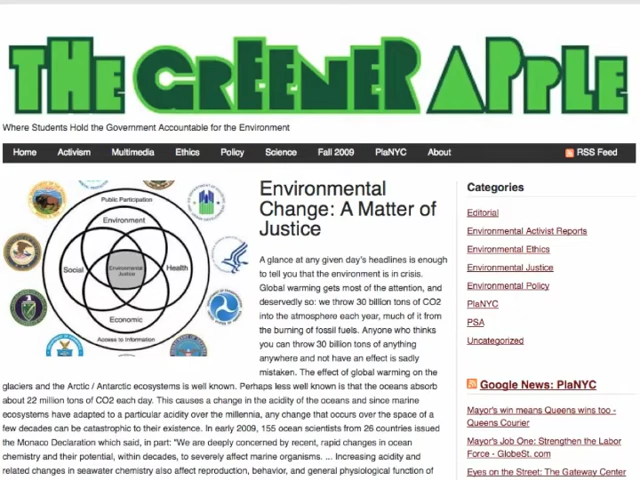 THE GREENER APPLE
Where Students Hold the Government Accountable for the Environment
Home Activism Multimedia Ethics Policy Science Fall 2009 PlaNYC About RSS Feed
Public Participation
Environment
Social
Environmental
Justice
Health
Economic
Access to Information
Environmental
Change: A Matter of
Justice
A glance at any given day's headlines is enough
to tell you that the environment is in crisis.
Global warming gets most of the attention, and
deservedly so: we throw 30 billion tons of CO2
into the atmosphere each year, much of it from
the burning of fossil fuels. Anyone who thinks
you can throw 30 billion tons of anything
anywhere and not have an effect is sadly
mistaken. The effect of global warming on the
glaciers and the Arctic / Antarctic ecosystems is well known. Perhaps less well known is that the oceans absorb
about 22 million tons of CO2 each day. This causes a change in the acidity of the oceans and since marine
ecosystems have adapted to a particular acidity over the millennia, any change that occurs over the space of a
few decades can be catastrophic to their existence. In early 2009, 155 ocean scientists from 26 countries issued
the Monaco Declaration which said, in part: "We are deeply concerned by recent, rapid changes in ocean
chemistry and their potential, within decades, to severely affect marine organisms. ... Increasing acidity and
related changes in seawater chemistry also affect reproduction, behavior, and general physiological function of
Categories
Editorial
Environmental Activist Reports
Environmental Ethics
Environmental Justice
Environmental Policy
PlaNYC
PSA
Uncategorized
Google News: PlaNYC
Mayor's win means Queens wins too -
Queens Courier
Mayor's Job One: Strengthen the Labor
Force - GlobeSt. com
Eyes on the Street: The Gateway Center